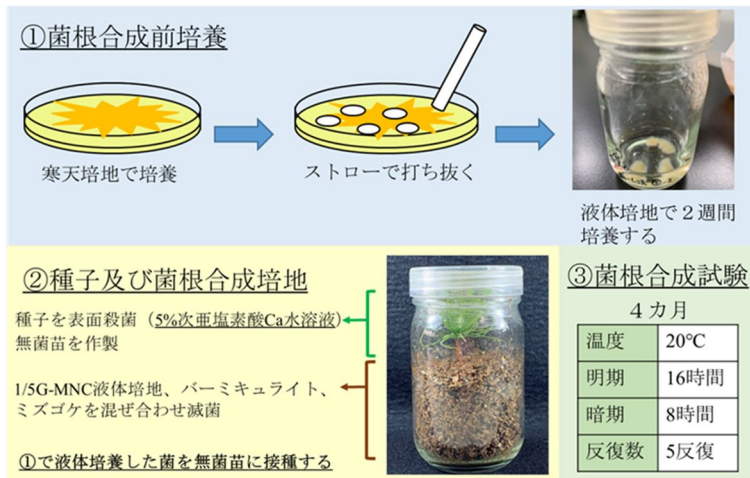 ①菌根合成前培養
寒天培地で培養
ストローで打ち抜く
液体培地で２週間
培養する
②種子及び菌根合成培地
種子を表面殺菌（5%次亜塩素酸Ca水溶液）
無菌苗を作製
1/5G-MNC液体培地、バーミキュライト、
ミズゴケを混ぜ合わせ滅菌
①で液体培養した菌を無菌苗に接種する
③菌根合成試験
４カ月
温度 20℃
明期 16時間
暗期 8時間
反復数 5反復